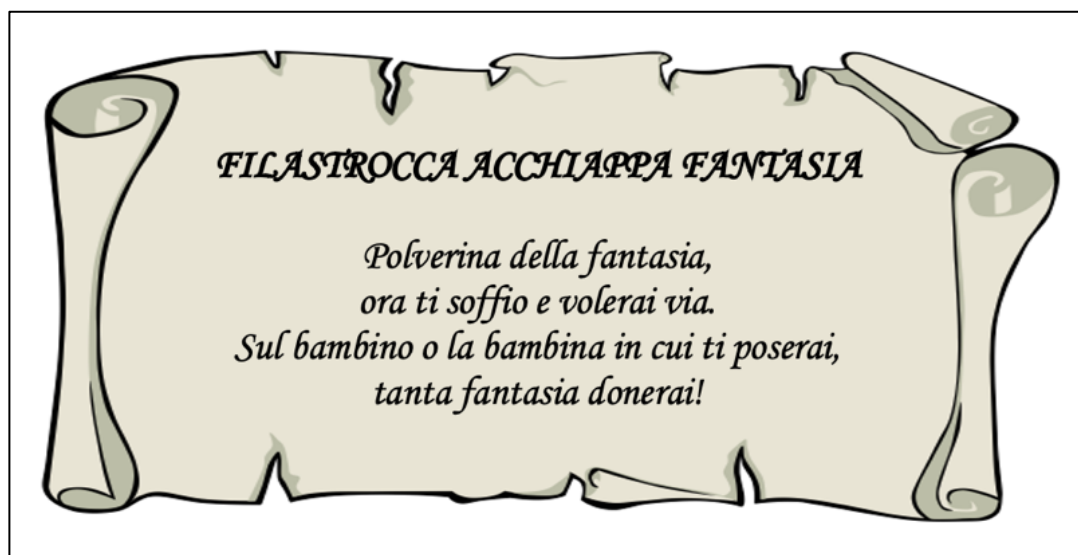 FILASTROCCA ACCHIAPPA FANTASIA
Polverina della fantasia,
ora ti soffio e volerai via.
Sul bambino o la bambina in cui ti poserai,
tanta fantasia donerai!